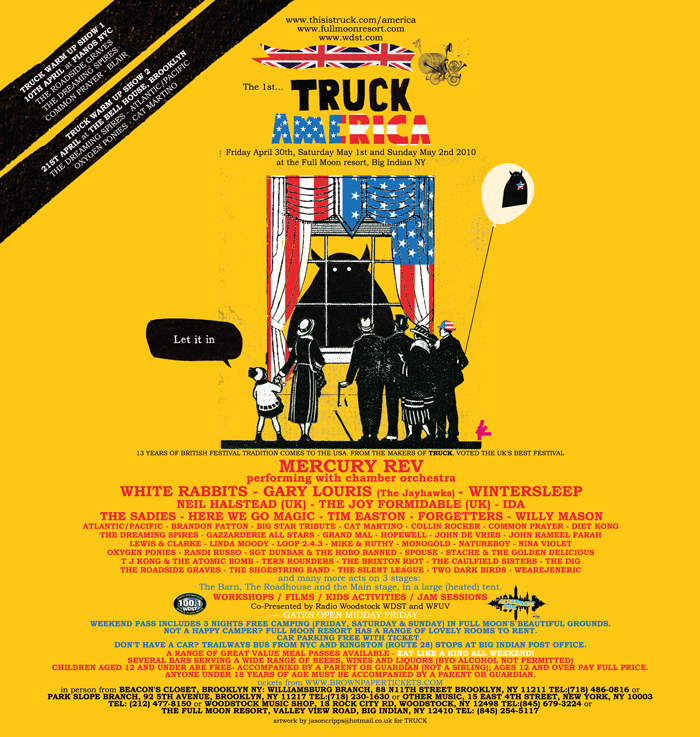 www.thisistruck.com/america
www.fullmoonresort.com
www.wdst.com
TRUCK WARM UP SHOW 1
10TH APRIL at PIANOS NYC
THE ROADSIDE GRAVES
THE DREAMING SPIRES
COMMON PRAYER - BLAIR
TRUCK WARM UP SHOW 2
21ST APRIL at THE BELL HOUSE, BROOKLYN
THE DREAMING SPIRES - ATLANTIC/PACIFIC
OXYGEN PONIES - CAT MARTINO
The 1st...
TRUCK
AMERICA
Friday April 30th, Saturday May 1st and Sunday May 2nd 2010
at the Full Moon resort, Big Indian NY
Let it in
13 YEARS OF BRITISH FESTIVAL TRADITION COMES TO THE USA. FROM THE MAKERS OF TRUCK, VOTED THE UK'S BEST FESTIVAL
MERCURY REV
performing with chamber orchestra
WHITE RABBITS - GARY LOURIS (The Jayhawks) - WINTERSLEEP
NEIL HALSTEAD (UK) - THE JOY FORMIDABLE (UK) - IDA
THE SADIES - HERE WE GO MAGIC - TIM EASTON - FORGETTERS - WILLY MASON
ATLANTIC/PACIFIC - BRANDON PATTON - BIG STAR TRIBUTE - CAT MARTINO - COLLIN ROCKER - COMMON PRAYER - DIET KONG
THE DREAMING SPIRES - GAZZARDERIE ALL STARS - GRAND MAL - HOPEWELL - JOHN DE VRIES - JOHN KAMEEL FARAH
LEWIS & CLARKE - LINDA MOODY - LOOP 2.4.3 - MIKE & RUTHY - MONOGOLD - NATUREBOY - NINA VIOLET
OXYGEN PONIES - RANDI RUSSO - SGT DUNBAR & THE HOBO BANNED - SPOUSE - STACHE & THE GOLDEN DELICIOUS
T J KONG & THE ATOMIC BOMB - TERN ROUNDERS - THE BRIXTON RIOT - THE CAULFIELD SISTERS - THE DIG
THE ROADSIDE GRAVES - THE SHOESTRING BAND - THE SILENT LEAGUE - TWO DARK BIRDS - WEAREJENERIC
and many more acts on 3 stages:
The Barn, The Roadhouse and the Main stage, in a large (heated) tent.
WORKSHOPS / FILMS / KIDS ACTIVITIES / JAM SESSIONS
100.1
WDST
Co-Presented by Radio Woodstock WDST and WFUV
---- GATES OPEN MIDDAY FRIDAY ----
WEEKEND PASS INCLUDES 3 NIGHTS FREE CAMPING (FRIDAY, SATURDAY & SUNDAY) IN FULL MOON'S BEAUTIFUL GROUNDS.
NOT A HAPPY CAMPER? FULL MOON RESORT HAS A RANGE OF LOVELY ROOMS TO RENT.
CAR PARKING FREE WITH TICKET.
DON'T HAVE A CAR? TRAILWAYS BUS FROM NYC AND KINGSTON (ROUTE 28) STOPS AT BIG INDIAN POST OFFICE.
A RANGE OF GREAT VALUE MEAL PASSES AVAILABLE - EAT LIKE A KING ALL WEEKEND!
SEVERAL BARS SERVING A WIDE RANGE OF BEERS, WINES AND LIQUORS (BYO ALCOHOL NOT PERMITTED)
CHILDREN AGED 12 AND UNDER ARE FREE- ACCOMPANIED BY A PARENT OR GUARDIAN (NOT A SIBLING); AGES 12 AND OVER PAY FULL PRICE.
ANYONE UNDER 18 YEARS OF AGE MUST BE ACCOMPANIED BY A PARENT OR GUARDIAN.
tickets from WWW.BROWNPAPERTICKETS.COM
in person from BEACON'S CLOSET, BROOKLYN NY: WILLIAMSBURG BRANCH, 88 N11TH STREET BROOKLYN, NY 11211 TEL:(718) 486-0816 or
PARK SLOPE BRANCH, 92 5TH AVENUE, BROOKLYN, NY 11217 TEL:(718) 230-1630 or OTHER MUSIC, 15 EAST 4TH STREET, NEW YORK, NY 10003
TEL: (212) 477-8150 or WOODSTOCK MUSIC SHOP, 18 ROCK CITY RD, WOODSTOCK, NY 12498 TEL:(845) 679-3224 or
THE FULL MOON RESORT, VALLEY VIEW ROAD, BIG INDIAN, NY 12410 TEL: (845) 254-5117
artwork by jasoncripps@hotmail.co.uk for TRUCK